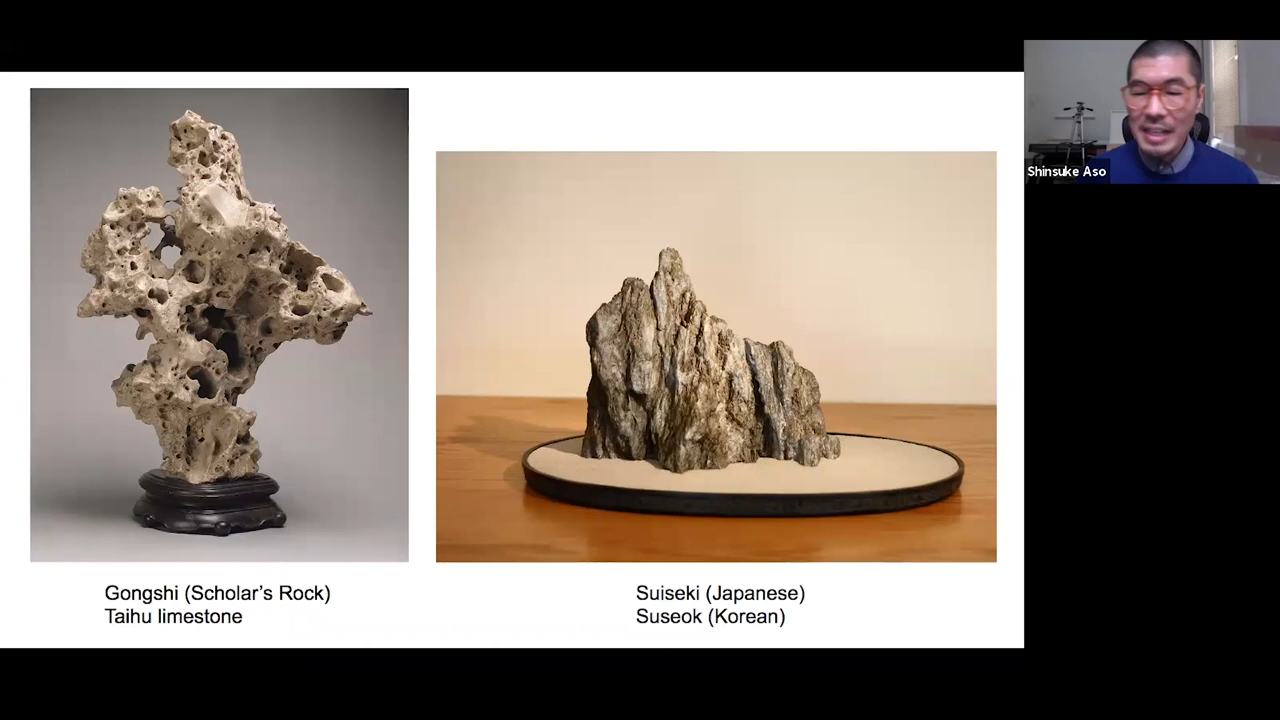 Shinsuke Aso
Gongshi (Scholar's Rock)
Taihu limestone
Suiseki (Japanese)
Suseok (Korean)